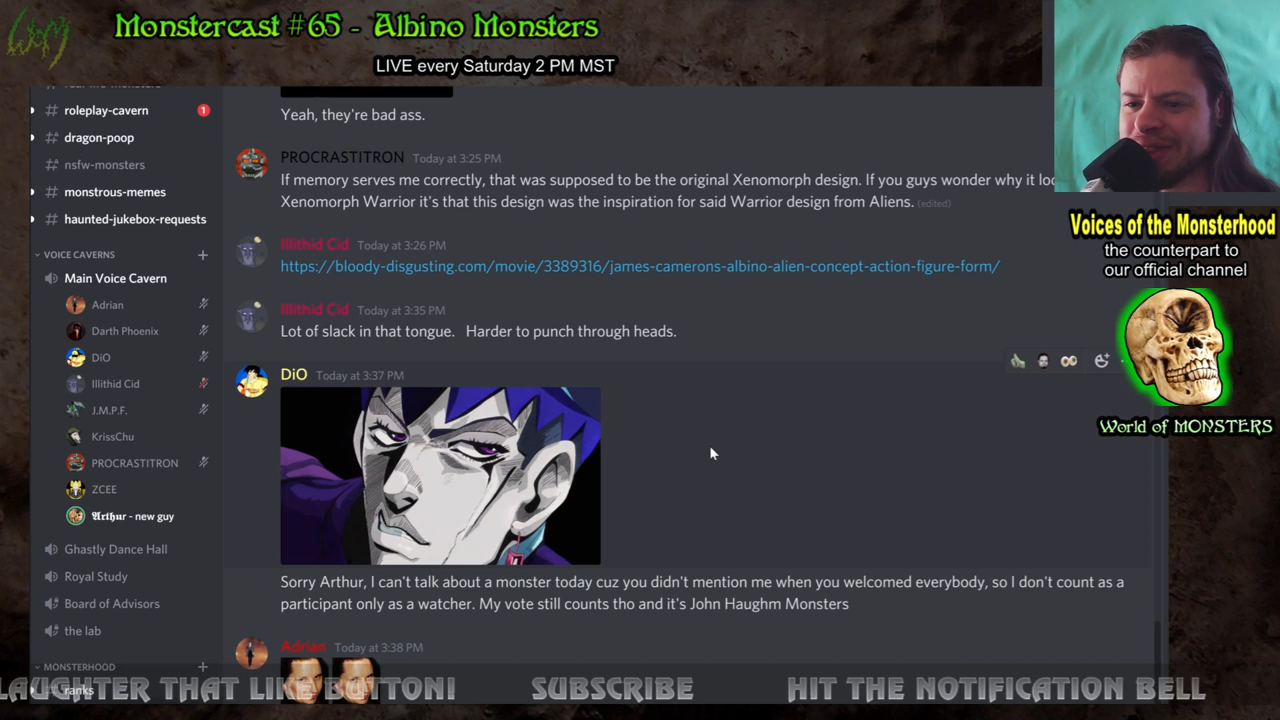 Monstercast #65 - Albino Monsters
LIVE every Saturday 2 PM MST
WoM
# roleplay-cavern 1
# dragon-poop
# nsfw-monsters
# monstrous-memes
# haunted-jukebox-requests
VOICE CAVERNS +
Main Voice Cavern
Adrian
Darth Phoenix
DiO
Illithid Cid
J.M.P.F.
KrissChu
PROCRASTITRON
ZCEE
𝕬𝖗𝖙𝖍𝖚𝖗 - new guy
Ghastly Dance Hall
Royal Study
Board of Advisors
the lab
MONSTERHOOD +
# ranks
Yeah, they're bad ass.
PROCRASTITRON Today at 3:25 PM
If memory serves me correctly, that was supposed to be the original Xenomorph design. If you guys wonder why it
Xenomorph Warrior it's that this design was the inspiration for said Warrior design from Aliens. (edited)
Illithid Cid Today at 3:26 PM
https://bloody-disgusting.com/movie/3389316/james-camerons-albino-alien-concept-action-figure-form/
Illithid Cid Today at 3:35 PM
Lot of slack in that tongue. Harder to punch through heads.
DiO Today at 3:37 PM
Sorry Arthur, I can't talk about a monster today cuz you didn't mention me when you welcomed everybody, so I don't count as a
participant only as a watcher. My vote still counts tho and it's John Haughm Monsters
Adrian Today at 3:38 PM
Voices of the Monsterhood
the counterpart to
our official channel
World of MONSTERS
LAUGHTER THAT LIKE BUTTON! SUBSCRIBE HIT THE NOTIFICATION BELL